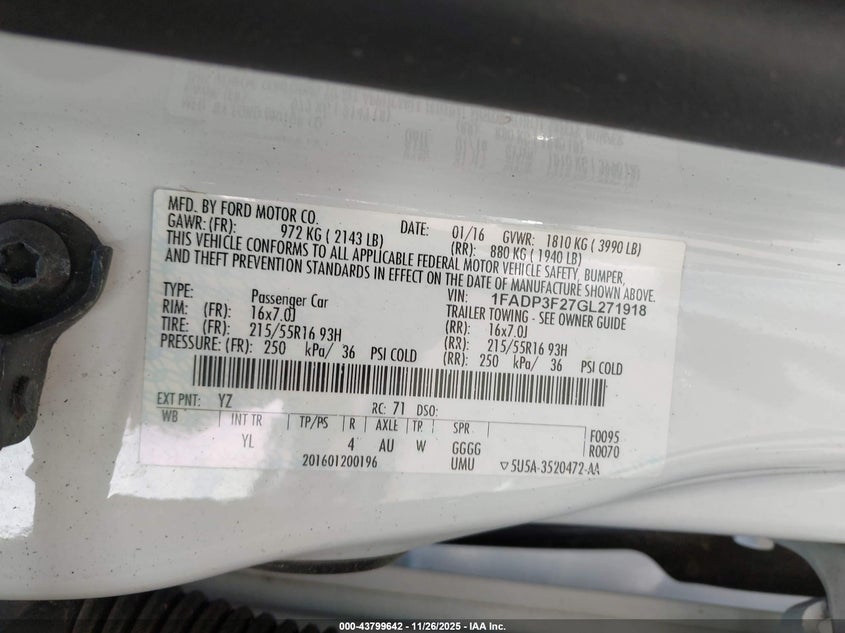 MFD. BY FORD MOTOR CO.
DATE: 01/16 GVWR: 1810 KG ( 3990 LB)
GAWR: (FR): 972 KG ( 2143 LB) (RR): 880 KG ( 1940 LB)
THIS VEHICLE CONFORMS TO ALL APPLICABLE FEDERAL MOTOR VEHICLE SAFETY, BUMPER,
AND THEFT PREVENTION STANDARDS IN EFFECT ON THE DATE OF MANUFACTURE SHOWN ABOVE.
VIN: 1FADP3F27GL271918
TYPE: Passenger Car TRAILER TOWING - SEE OWNER GUIDE
RIM: (FR): 16x7.0J (RR): 16x7.0J
TIRE: (FR): 215/55R16 93H (RR): 215/55R16 93H
PRESSURE: (FR): 250 kPa/ 36 PSI COLD (RR): 250 kPa/ 36 PSI COLD
EXT PNT: YZ RC: 71 DSO:
WB INT TR TP/PS R AXLE TP SPR F0095
YL 4 AU W GGGG R0070
201601200196 UMU ▽5U5A-3520472-AA
000-43799642 | 11/26/2025 – IAA Inc.